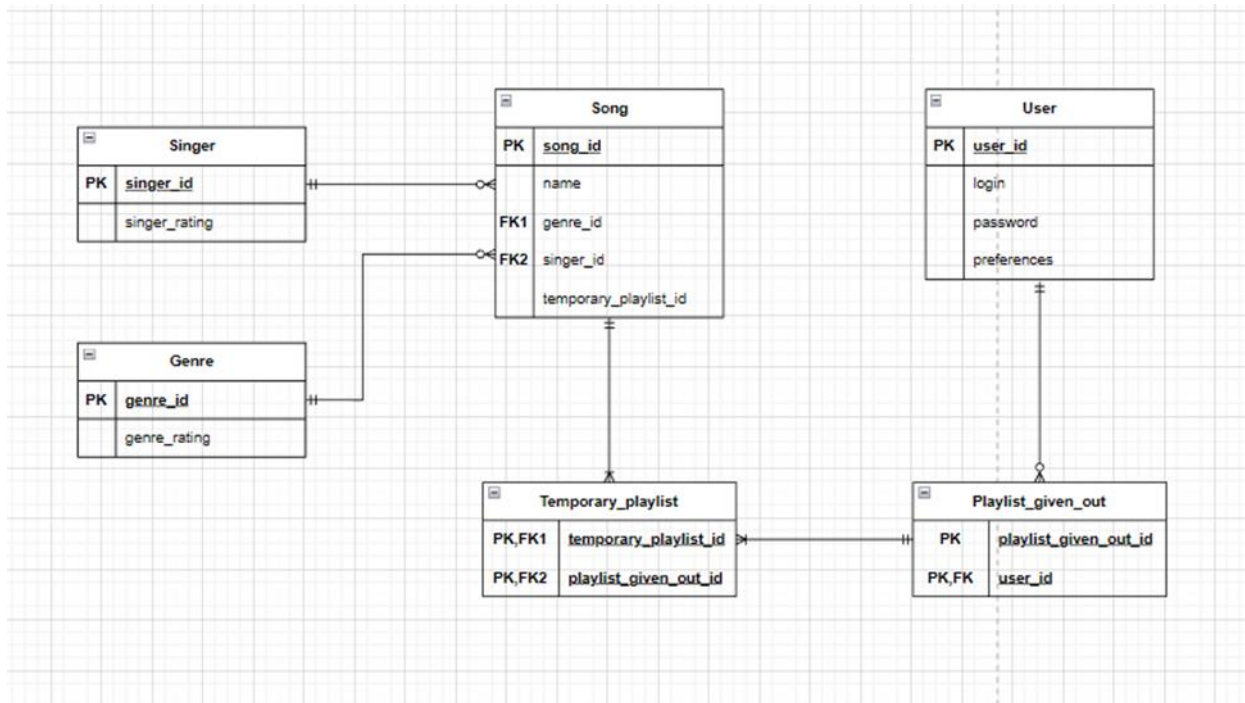 Singer
PK singer_id
singer_rating
Genre
PK genre_id
genre_rating
Song
PK song_id
name
FK1 genre_id
FK2 singer_id
temporary_playlist_id
User
PK user_id
login
password
preferences
Temporary_playlist
PK,FK1 temporary_playlist_id
PK,FK2 playlist_given_out_id
Playlist_given_out
PK playlist_given_out_id
PK,FK user_id